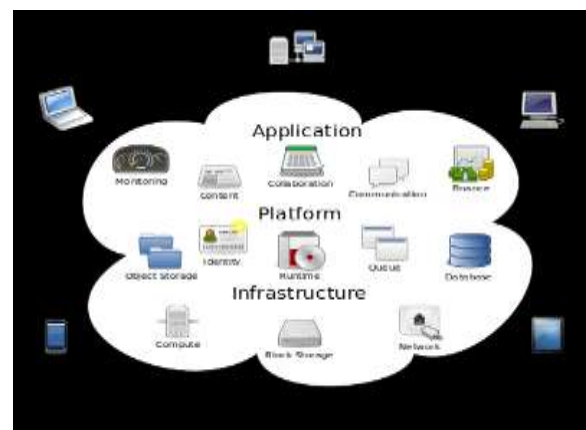 Application
Monitoring
Content
Collaboration
Communication
Finance
Platform
Object Storage
Identity
Runtime
Queue
Database
Infrastructure
Compute
Block Storage
Network